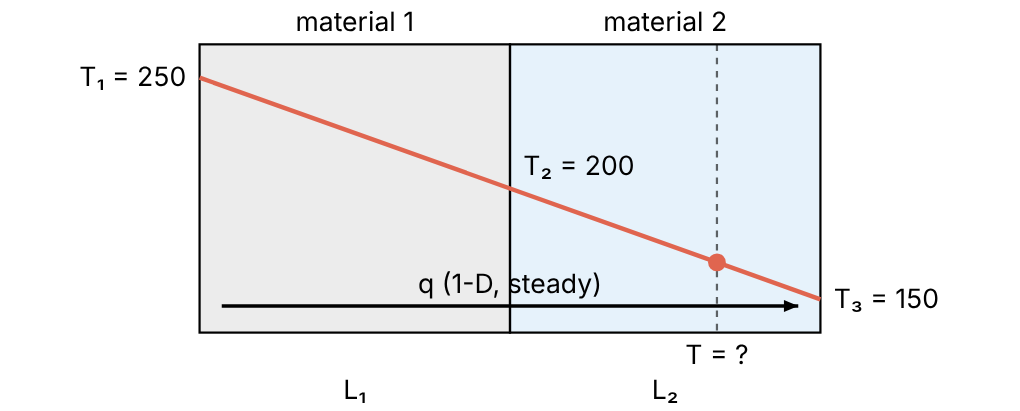 material 1
material 2
T₁ = 250
T₂ = 200
q (1-D, steady)
T₃ = 150
T = ?
L₁
L₂